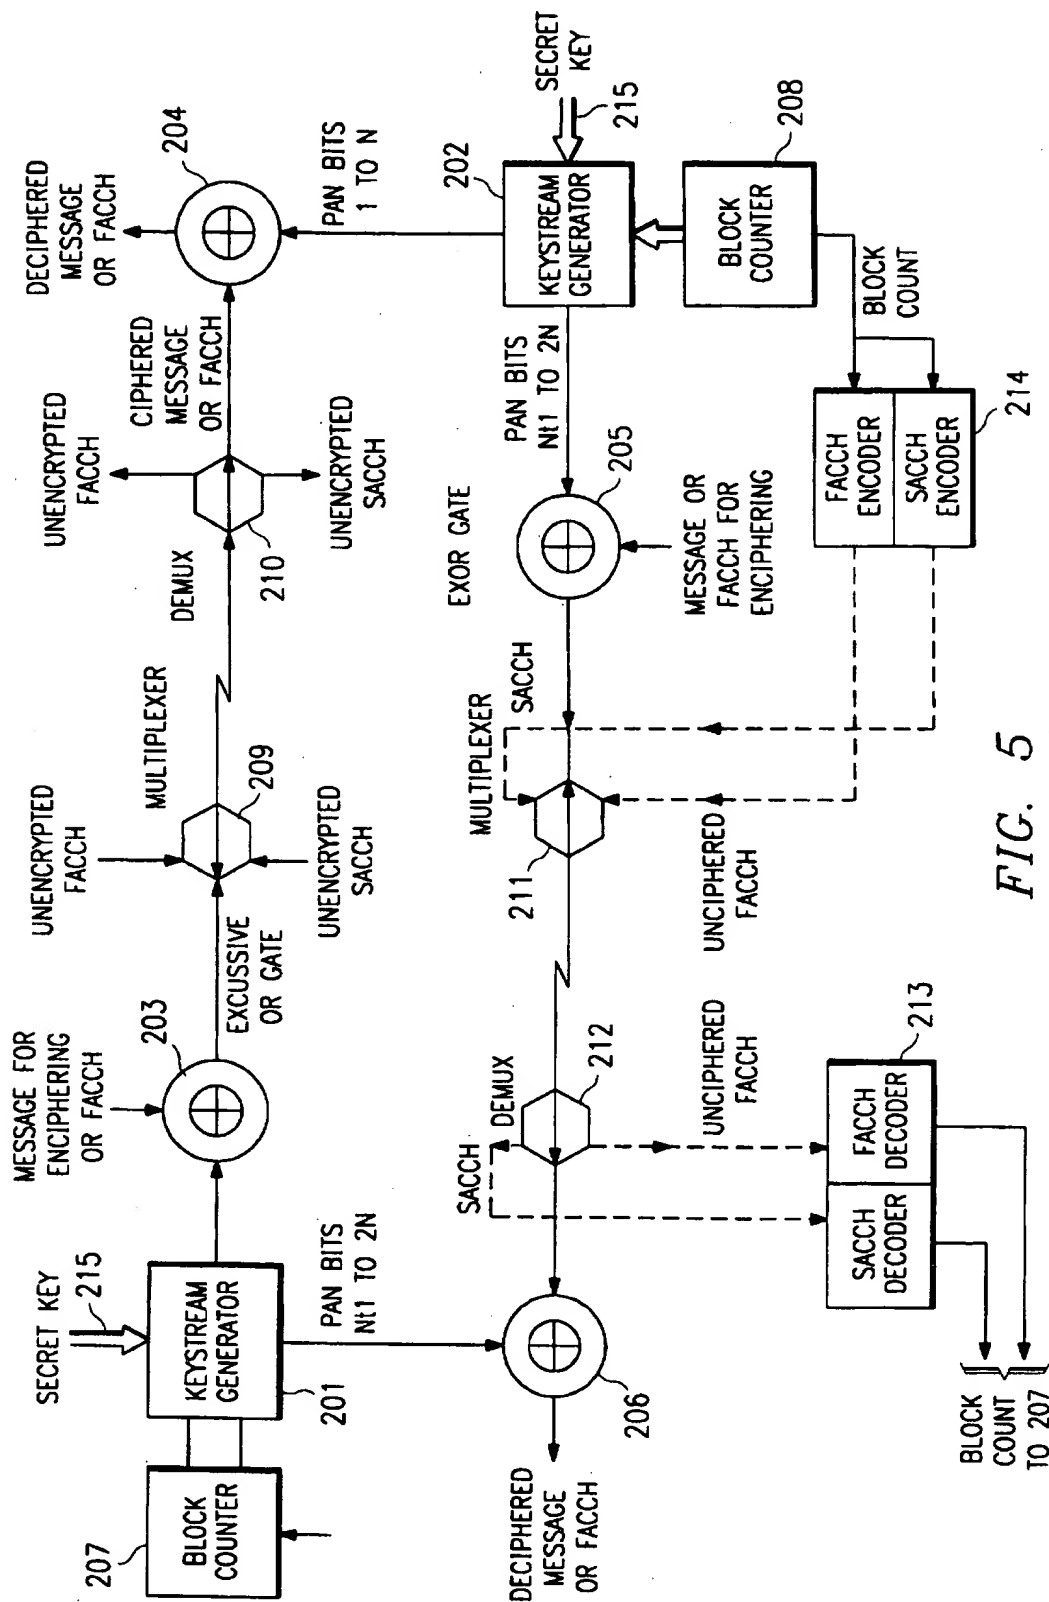 SECRET KEY
215
207
BLOCK
COUNTER
KEYSTREAM
GENERATOR
201
MESSAGE FOR
ENCIPHERING
OR FACCH
203
EXCUSSIVE
OR GATE
UNENCRYPTED
FACCH
MULTIPLEXER
209
UNENCRYPTED
SACCH
DEMUX
210
UNENCRYPTED
FACCH
UNENCRYPTED
SACCH
CIPHERED
MESSAGE
OR FACCH
DECIPHERED
MESSAGE
OR FACCH
204
PAN BITS
1 TO N
PAN BITS
Nt1 TO 2N
206
DECIPHERED
MESSAGE
OR FACCH
SACCH
DEMUX
212
UNCIPHERED
FACCH
MULTIPLEXER
211
SACCH
UNCIPHERED
FACCH
EXOR GATE
205
MESSAGE OR
FACCH FOR
ENCIPHERING
PAN BITS
Nt1 TO 2N
202
KEYSTREAM
GENERATOR
SECRET
KEY
215
BLOCK
COUNTER
208
BLOCK
COUNT
FACCH
ENCODER
SACCH
ENCODER
214
SACCH
DECODER
FACCH
DECODER
213
BLOCK
COUNT
TO 207
FIG. 5